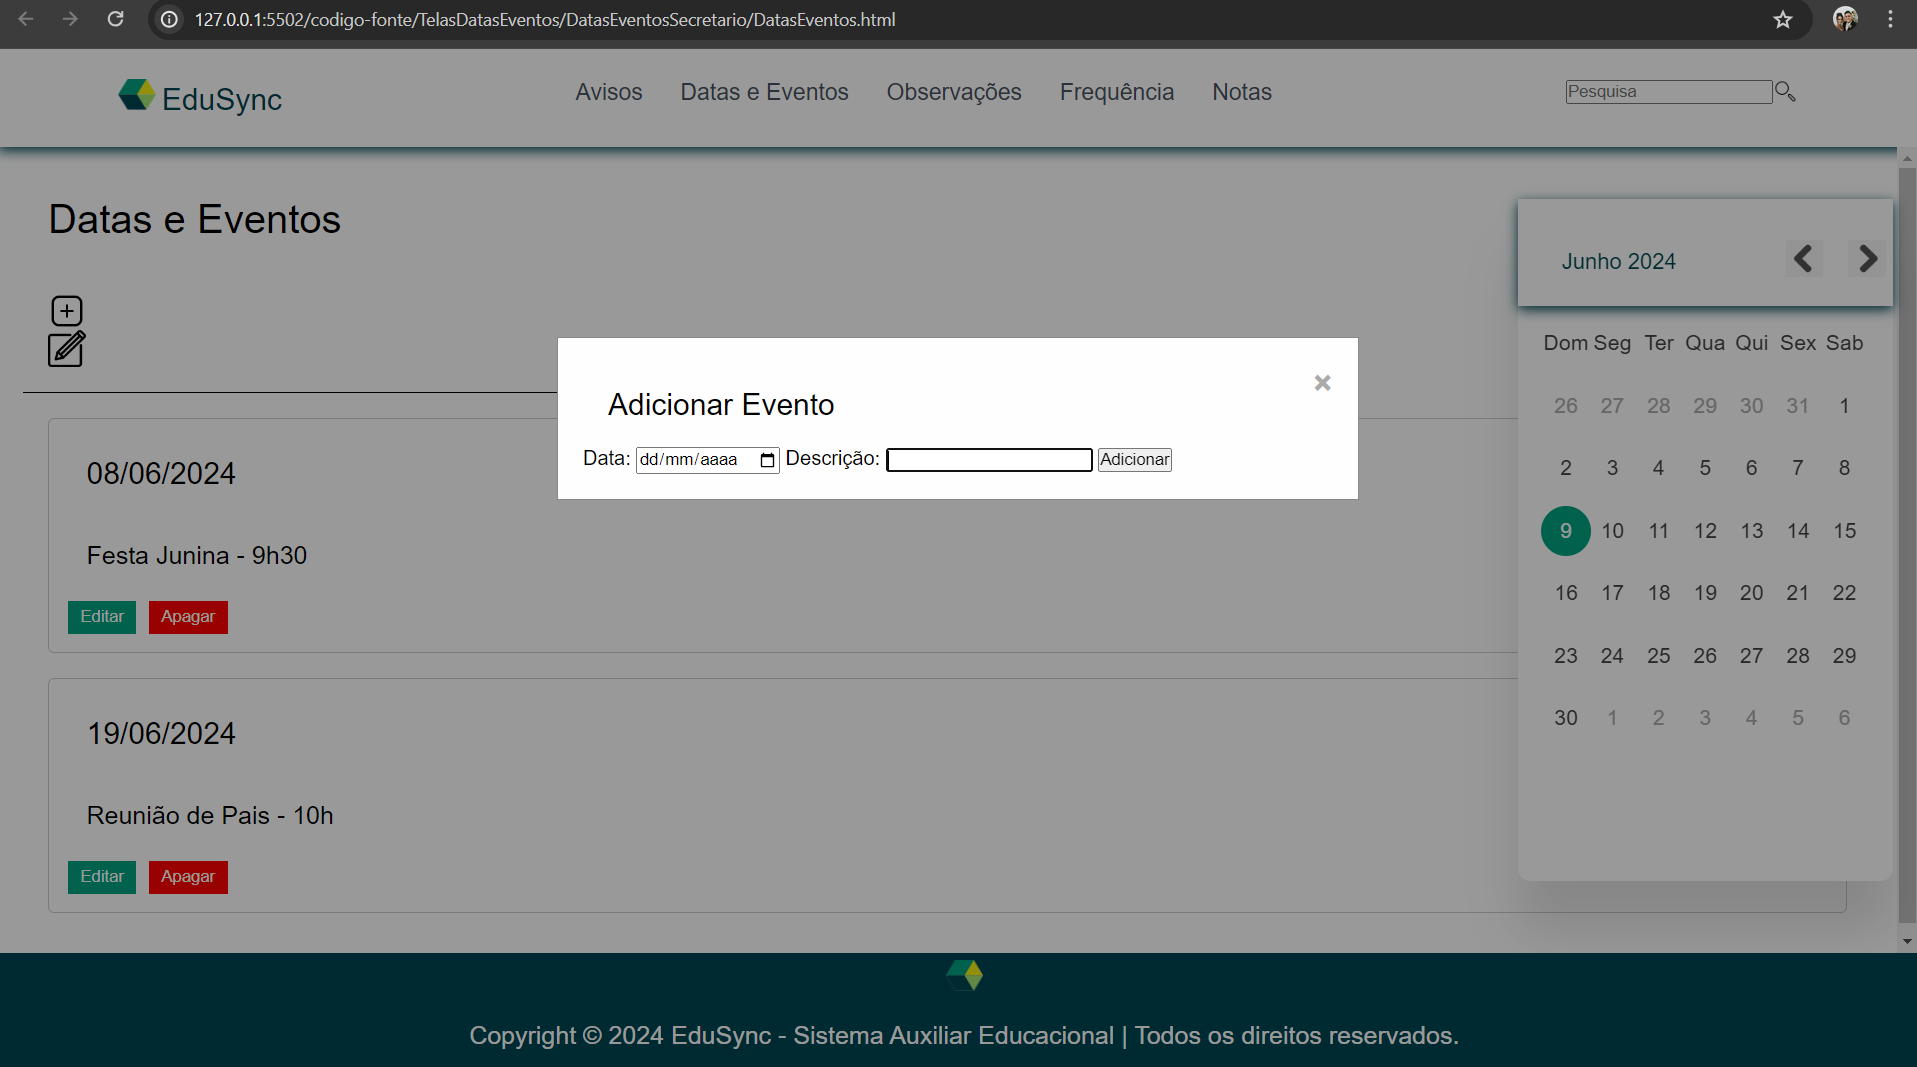 127.0.0.1:5502/codigo-fonte/TelasDatasEventos/DatasEventosSecretario/DatasEventos.html
EduSync
Avisos Datas e Eventos Observações Frequência Notas
Pesquisa
Datas e Eventos
Adicionar Evento
×
Data: dd/mm/aaaa Descrição: Adicionar
08/06/2024
Festa Junina - 9h30
Editar Apagar
19/06/2024
Reunião de Pais - 10h
Editar Apagar
Junho 2024
Dom Seg Ter Qua Qui Sex Sab
26 27 28 29 30 31 1
2 3 4 5 6 7 8
9 10 11 12 13 14 15
16 17 18 19 20 21 22
23 24 25 26 27 28 29
30 1 2 3 4 5 6
Copyright © 2024 EduSync - Sistema Auxiliar Educacional | Todos os direitos reservados.